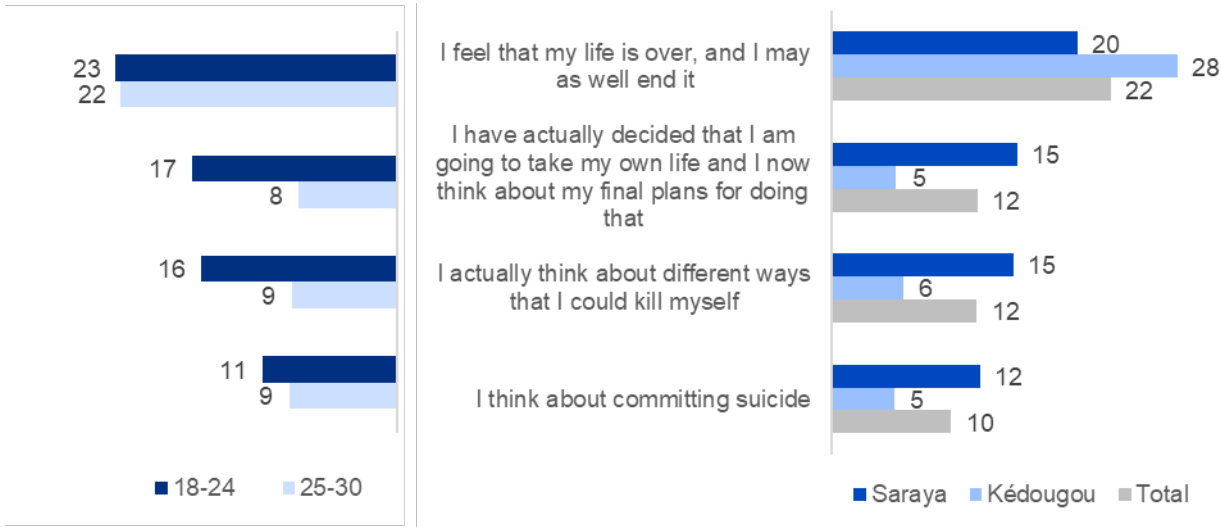 23
22
17
8
16
9
11
9
18-24 25-30
I feel that my life is over, and I may
as well end it
20
28
22
I have actually decided that I am
going to take my own life and I now
think about my final plans for doing
that
15
5
12
I actually think about different ways
that I could kill myself
15
6
12
I think about committing suicide
12
5
10
Saraya Kédougou Total